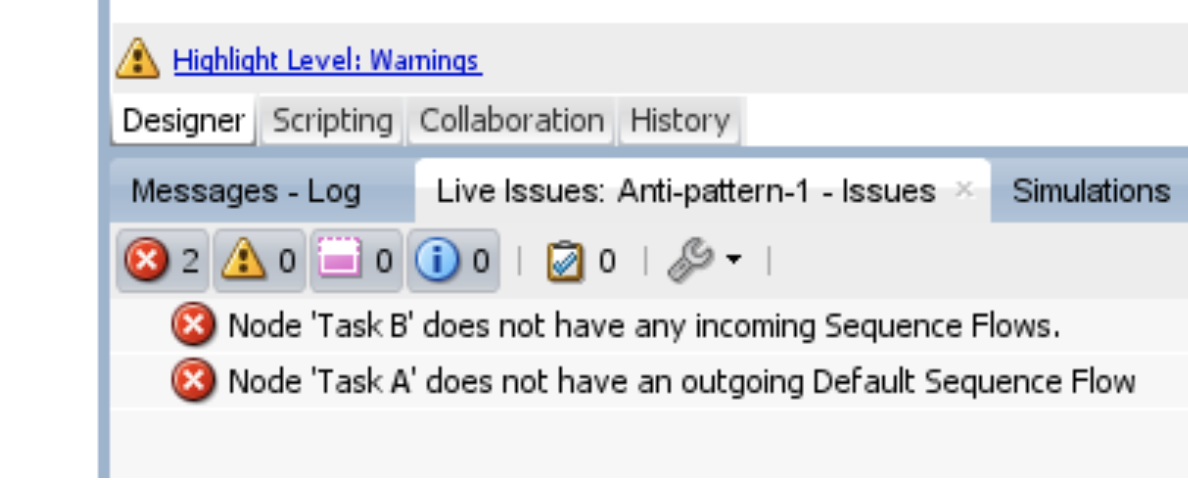 Highlight Level: Warnings
Designer Scripting Collaboration History
Messages - Log Live Issues: Anti-pattern-1 - Issues × Simulations
2 0 0 0 0
Node 'Task B' does not have any incoming Sequence Flows.
Node 'Task A' does not have an outgoing Default Sequence Flow